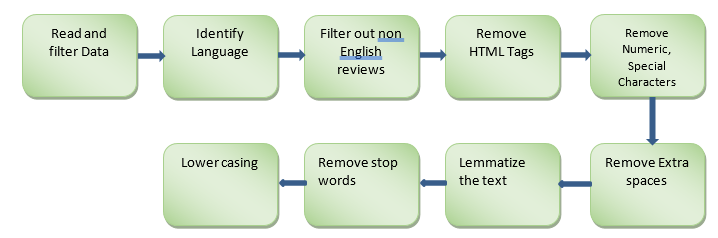 Read and
filter Data
Identify
Language
Filter out non
English
reviews
Remove
HTML Tags
Remove
Numeric,
Special
Characters
Remove Extra
spaces
Lemmatize
the text
Remove stop
words
Lower casing